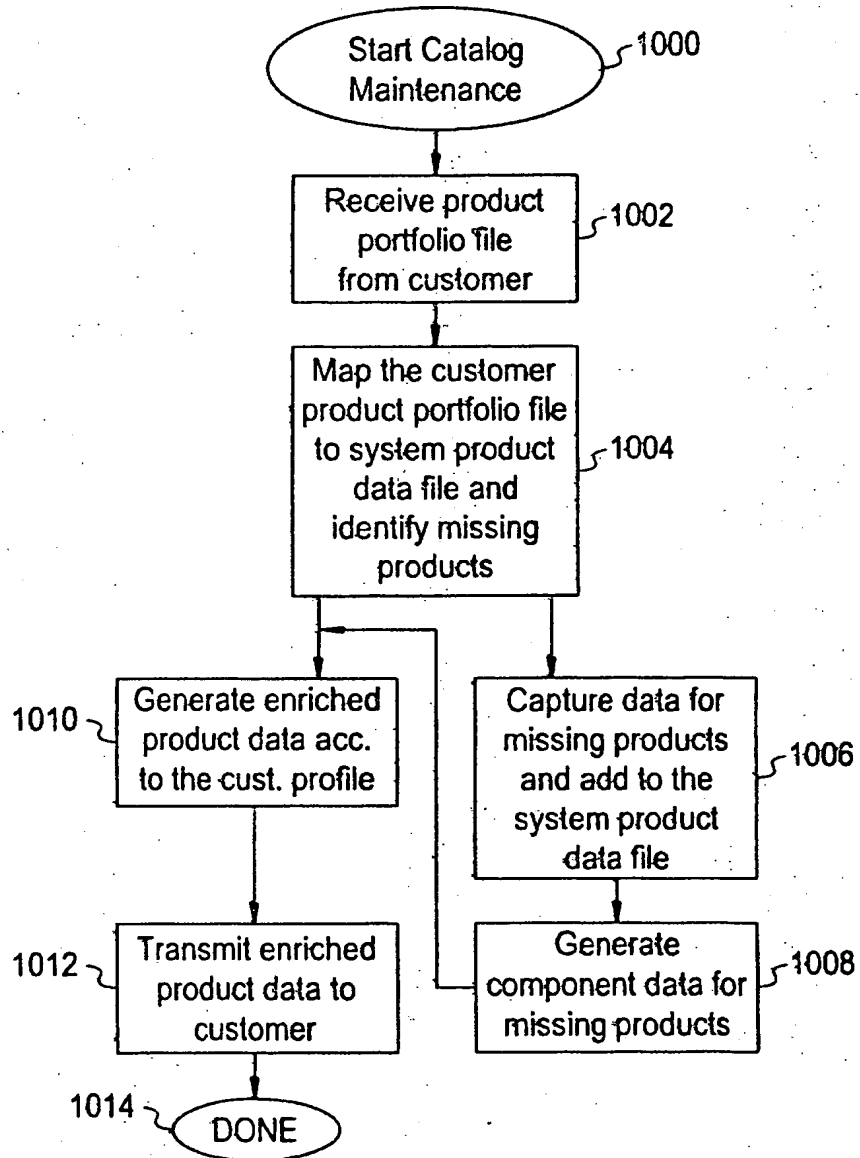 Start Catalog
Maintenance
1000
Receive product
portfolio file
from customer
1002
Map the customer
product portfolio file
to system product
data file and
identify missing
products
1004
1010
Generate enriched
product data acc.
to the cust. profile
Capture data for
missing products
and add to the
system product
data file
1006
1012
Transmit enriched
product data to
customer
Generate
component data for
missing products
1008
1014
DONE